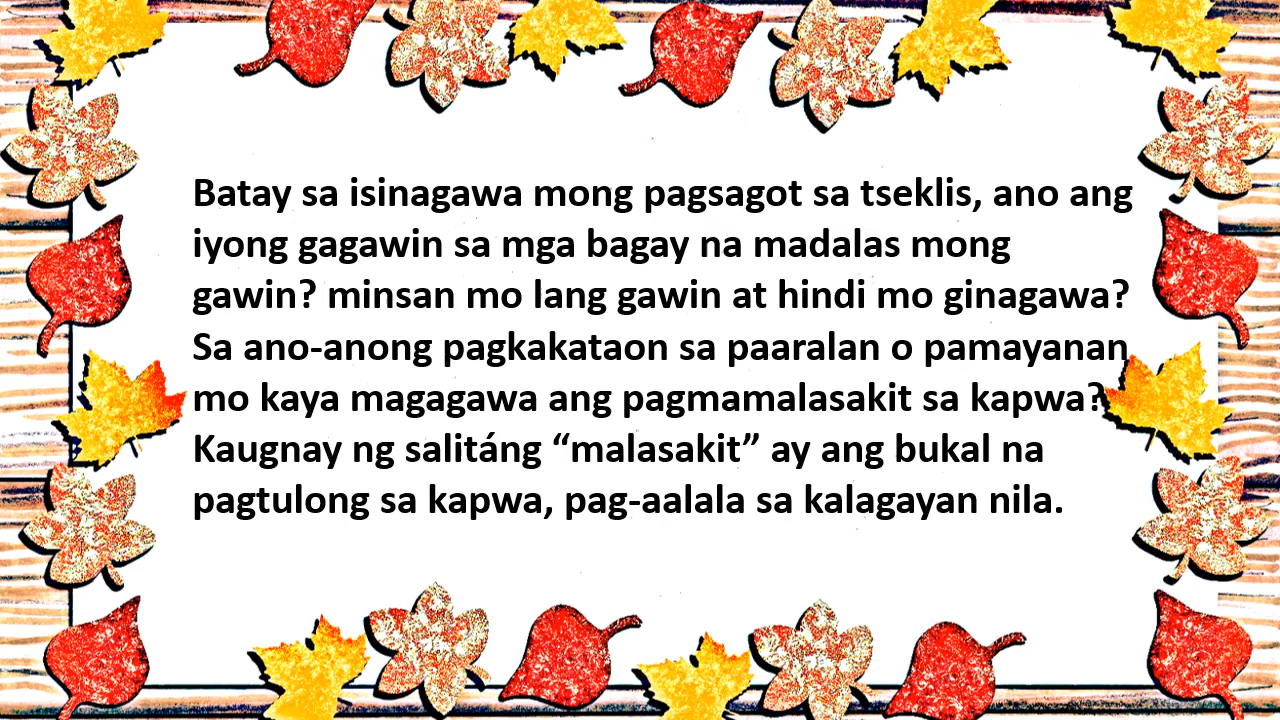 Batay sa isinagawa mong pagsagot sa tseklis, ano ang
iyong gagawin sa mga bagay na madalas mong
gawin? minsan mo lang gawin at hindi mo ginagawa?
Sa ano-anong pagkakataon sa paaralan o pamayanan
mo kaya magagawa ang pagmamalasakit sa kapwa?
Kaugnay ng salitáng “malasakit” ay ang bukal na
pagtulong sa kapwa, pag-aalala sa kalagayan nila.